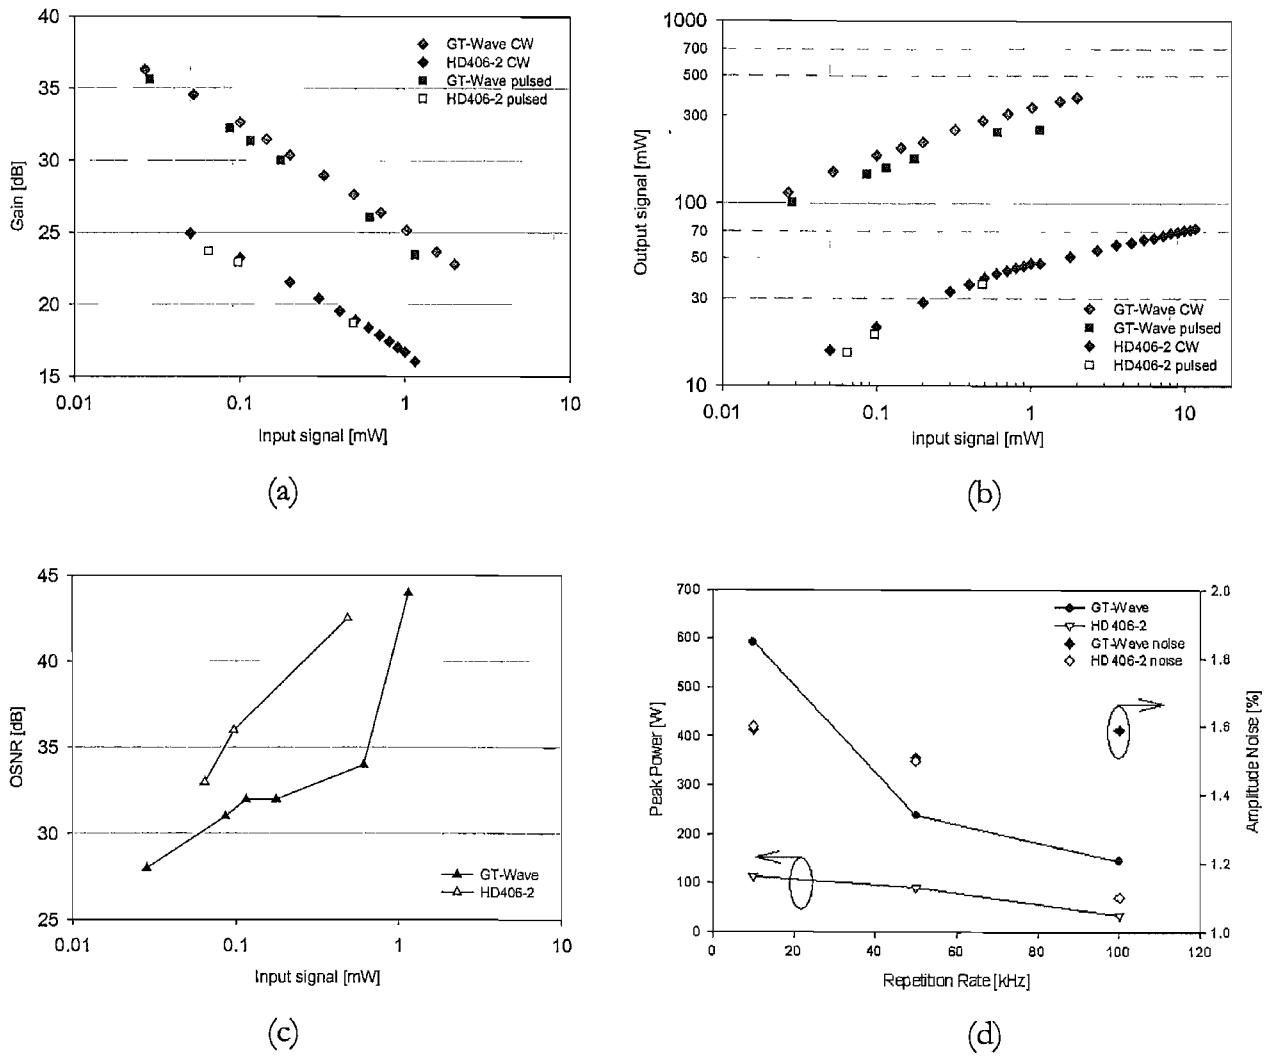 40
35
30
25
20
15
Gain [dB]
0.01 0.1 1 10
Input signal [mW]
GT-Wave CW
HD406-2 CW
GT-Wave pulsed
HD406-2 pulsed
(a)
1000
700
500
300
100
70
50
30
10
Output signal [mW]
0.01 0.1 1 10
Input signal [mW]
GT-Wave CW
GT-Wave pulsed
HD406-2 CW
HD406-2 pulsed
(b)
45
40
35
30
25
OSNR [dB]
0.01 0.1 1 10
Input signal [mW]
GT-Wave
HD406-2
(c)
700
600
500
400
300
200
100
0
Peak Power [W]
0 20 40 60 80 100 120
Repetition Rate [kHz]
GT-Wave
HD406-2
GT-Wave noise
HD406-2 noise
2.0
1.8
1.6
1.4
1.2
1.0
Amplitude Noise [%]
(d)